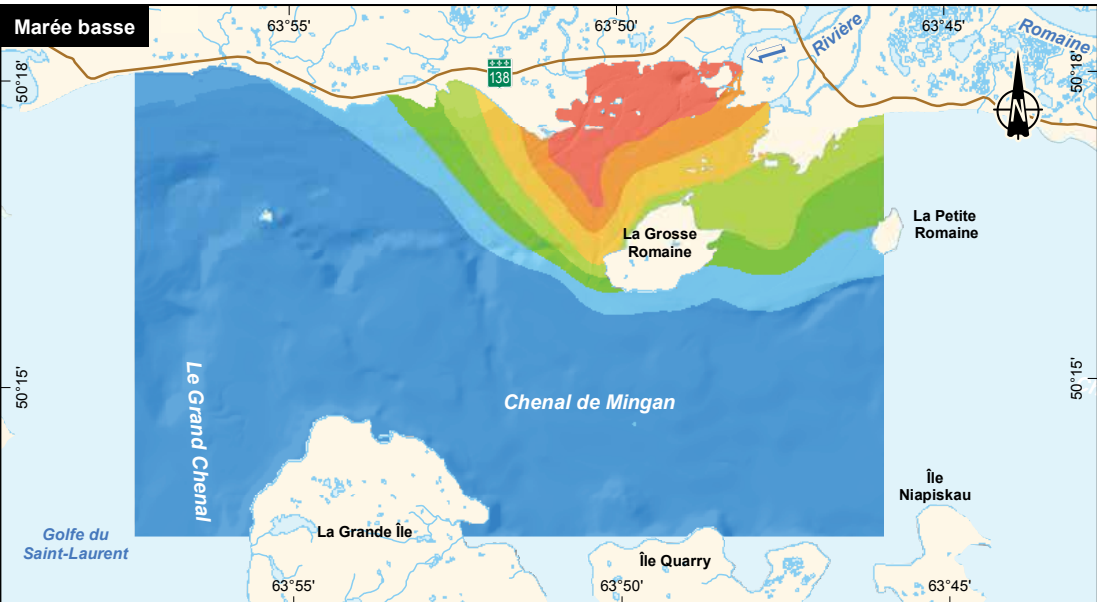 Marée basse
63°55'
63°50'
63°45'
Rivière
Romaine
50°18'
138
50°18'
N
La Petite
Romaine
La Grosse
Romaine
50°15'
50°15'
Le Grand Chenal
Chenal de Mingan
Île
Niapiskau
Golfe du
Saint-Laurent
La Grande Île
Île Quarry
63°55'
63°50'
63°45'